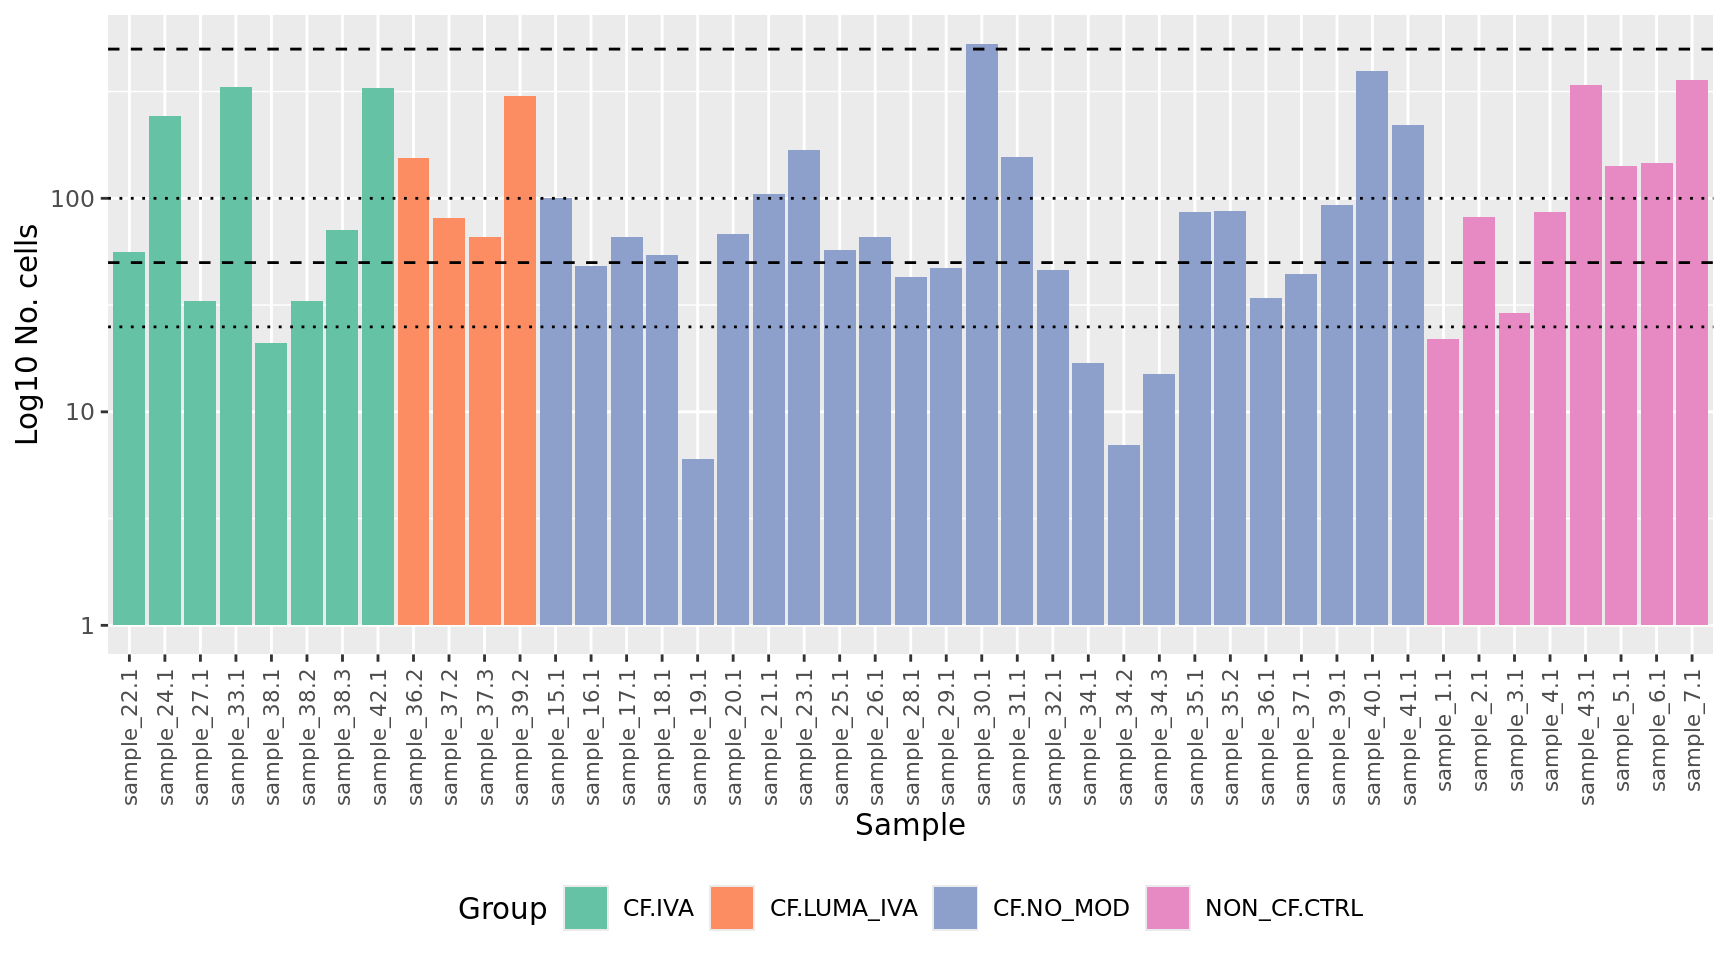 Log10 No. cells
100
10
1
sample_22.1
sample_24.1
sample_27.1
sample_33.1
sample_38.1
sample_38.2
sample_38.3
sample_42.1
sample_36.2
sample_37.2
sample_37.3
sample_39.2
sample_15.1
sample_16.1
sample_17.1
sample_18.1
sample_19.1
sample_20.1
sample_21.1
sample_23.1
sample_25.1
sample_26.1
sample_28.1
sample_29.1
sample_30.1
sample_31.1
sample_32.1
sample_34.1
sample_34.2
sample_34.3
sample_35.1
sample_35.2
sample_36.1
sample_37.1
sample_39.1
sample_40.1
sample_41.1
sample_1.1
sample_2.1
sample_3.1
sample_4.1
sample_43.1
sample_5.1
sample_6.1
sample_7.1
Sample
Group CF.IVA CF.LUMA_IVA CF.NO_MOD NON_CF.CTRL